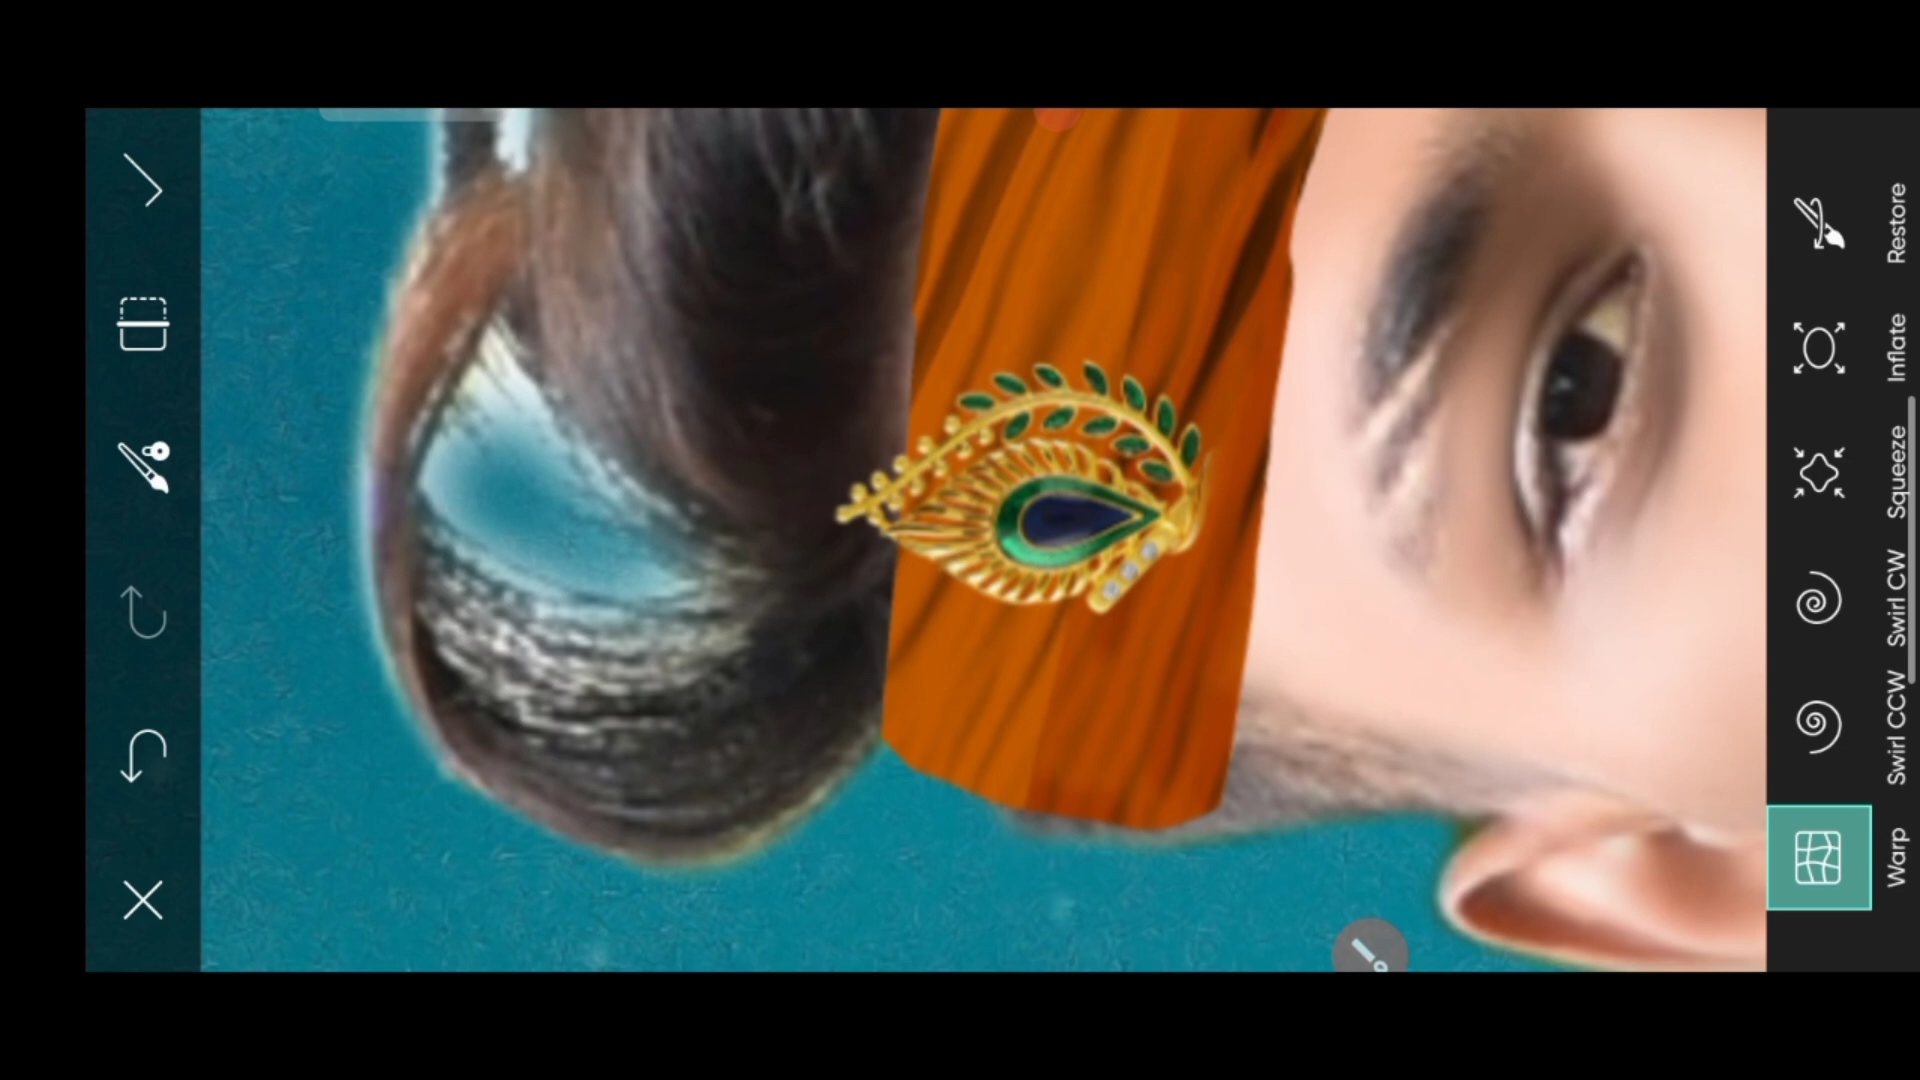 Restore
Inflate
Squeeze
Swirl CW
Swirl CCW
Warp